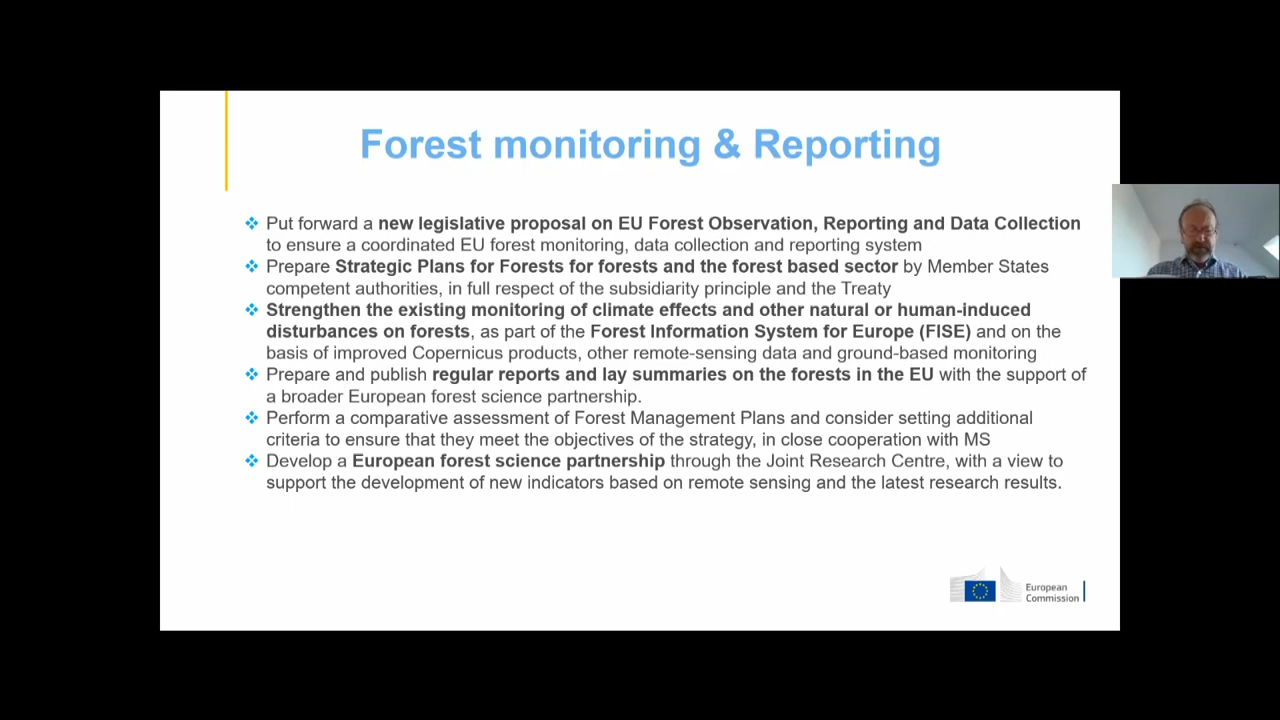 Forest monitoring & Reporting
Put forward a new legislative proposal on EU Forest Observation, Reporting and Data Collection
to ensure a coordinated EU forest monitoring, data collection and reporting system
Prepare Strategic Plans for Forests for forests and the forest based sector by Member States
competent authorities, in full respect of the subsidiarity principle and the Treaty
Strengthen the existing monitoring of climate effects and other natural or human-induced
disturbances on forests, as part of the Forest Information System for Europe (FISE) and on the
basis of improved Copernicus products, other remote-sensing data and ground-based monitoring
Prepare and publish regular reports and lay summaries on the forests in the EU with the support of
a broader European forest science partnership.
Perform a comparative assessment of Forest Management Plans and consider setting additional
criteria to ensure that they meet the objectives of the strategy, in close cooperation with MS
Develop a European forest science partnership through the Joint Research Centre, with a view to
support the development of new indicators based on remote sensing and the latest research results.
European
Commission